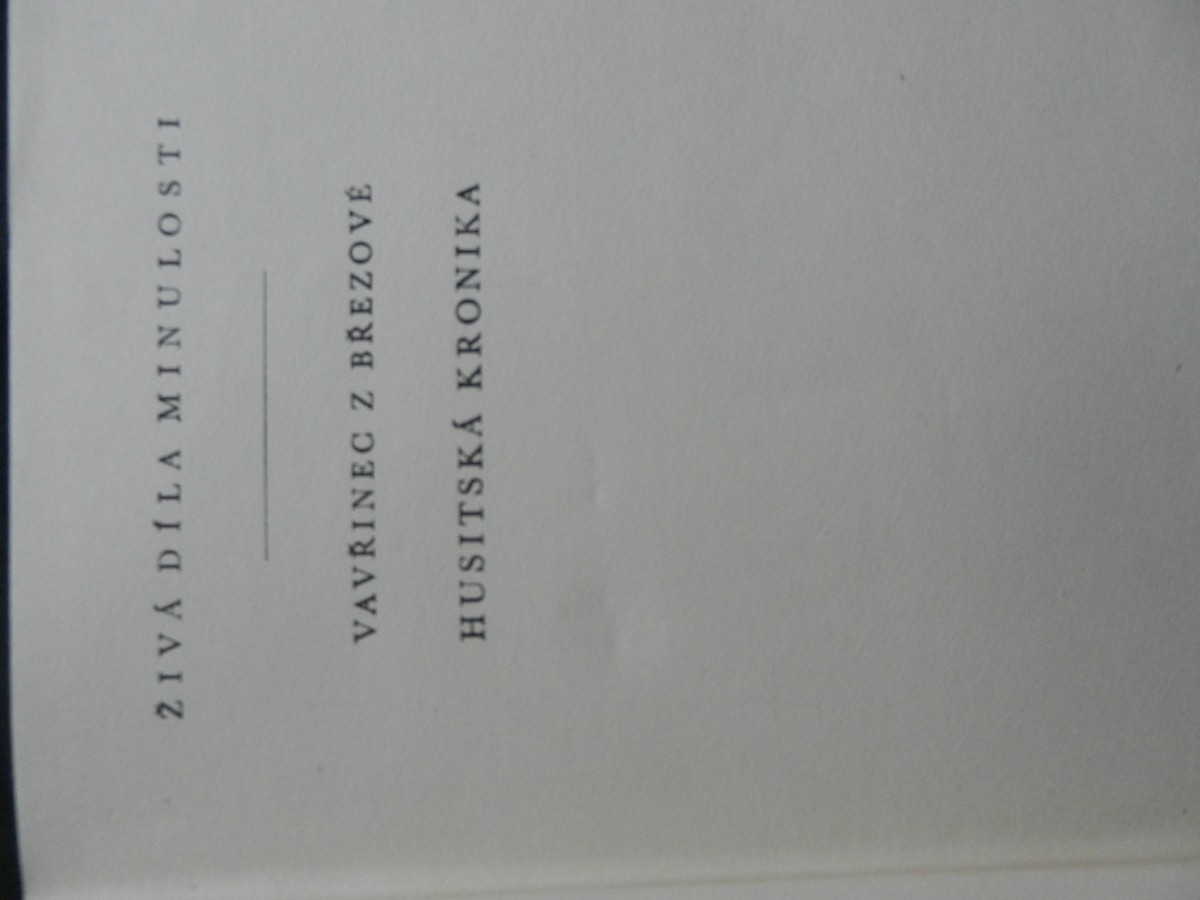 ŽIVÁ DÍLA MINULOSTI
VAVŘINEC Z BŘEZOVÉ
HUSITSKÁ KRONIKA